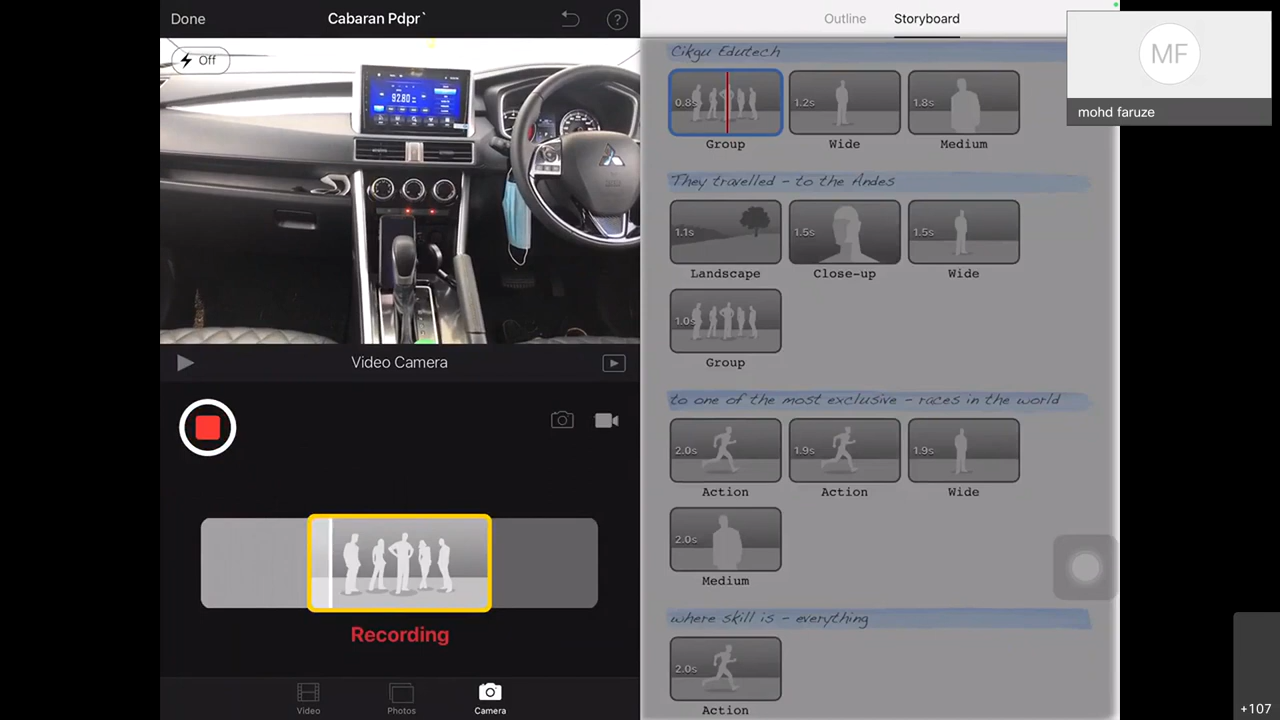 Done
Cabaran Pdpr`
?
Off
92.80
Video Camera
Recording
Video
Photos
Camera
Outline
Storyboard
Cikgu Edutech
0.8s
1.2s
1.8s
Group
Wide
Medium
They travelled - to the Andes
1.1s
1.5s
1.5s
Landscape
Close-up
Wide
1.0s
Group
to one of the most exclusive - races in the world
2.0s
1.9s
1.9s
Action
Action
Wide
2.0s
Medium
where skill is - everything
2.0s
Action
MF
mohd faruze
+107